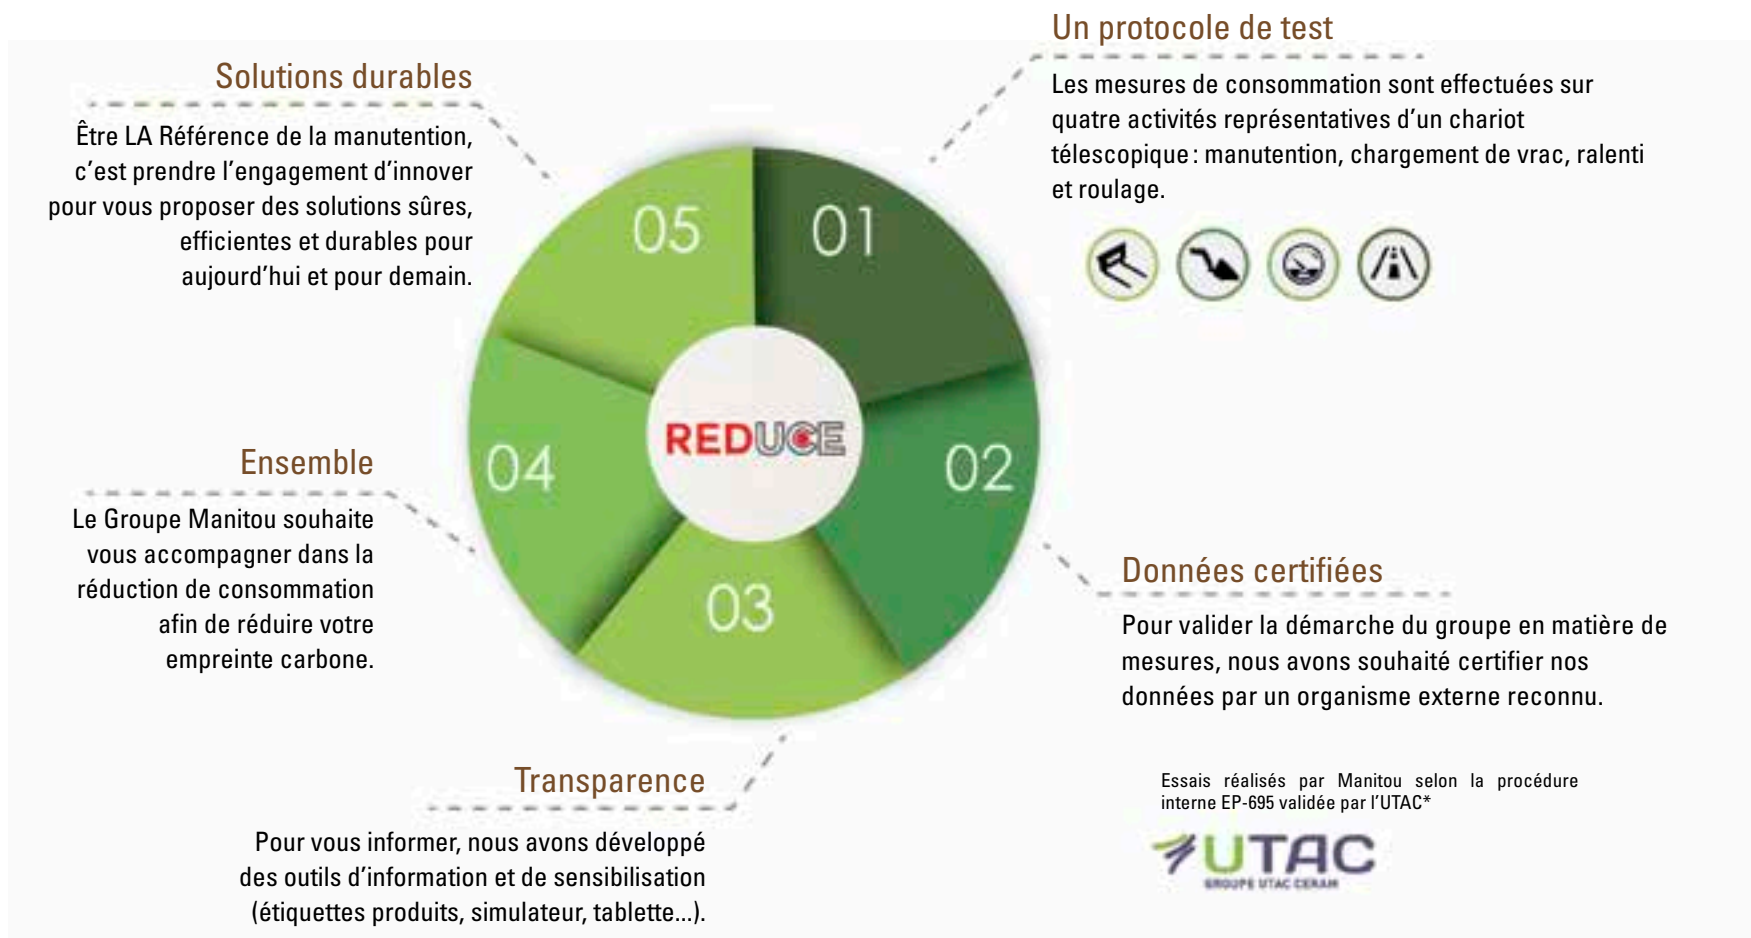 Un protocole de test
Les mesures de consommation sont effectuées sur
quatre activités représentatives d'un chariot
télescopique : manutention, chargement de vrac, ralenti
et roulage.
Solutions durables
Être LA Référence de la manutention,
c'est prendre l'engagement d'innover
pour vous proposer des solutions sûres,
efficientes et durables pour
aujourd'hui et pour demain.
05
01
REDUCE
04
02
03
Ensemble
Le Groupe Manitou souhaite
vous accompagner dans la
réduction de consommation
afin de réduire votre
empreinte carbone.
Données certifiées
Pour valider la démarche du groupe en matière de
mesures, nous avons souhaité certifier nos
données par un organisme externe reconnu.
Essais réalisés par Manitou selon la procédure
interne EP-695 validée par l'UTAC*
UTAC
GROUPE UTAC CERAM
Transparence
Pour vous informer, nous avons développé
des outils d'information et de sensibilisation
(étiquettes produits, simulateur, tablette...).